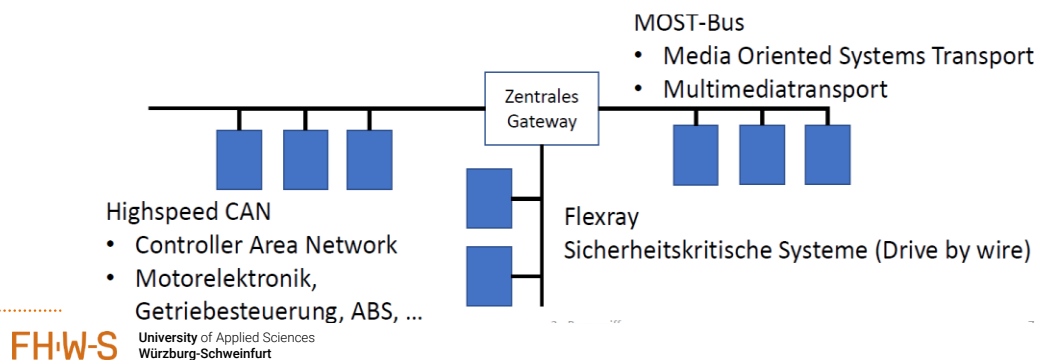 MOST-Bus
• Media Oriented Systems Transport
• Multimediatransport
Zentrales
Gateway
Highspeed CAN
• Controller Area Network
• Motorelektronik,
Getriebesteuerung, ABS, ...
Flexray
Sicherheitskritische Systeme (Drive by wire)
FH·W-S
University of Applied Sciences
Würzburg-Schweinfurt